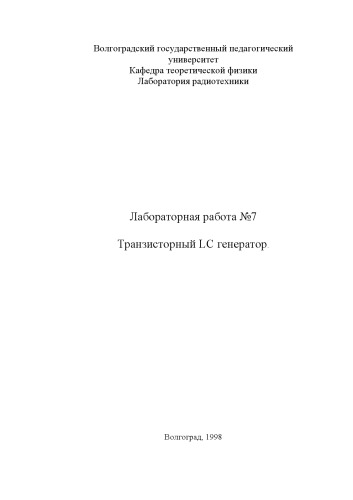 Волгоградский государственный педагогический
университет
Кафедра теоретической физики
Лаборатория радиотехники
Лабораторная работа №7
Транзисторный LC генератор
Волгоград, 1998